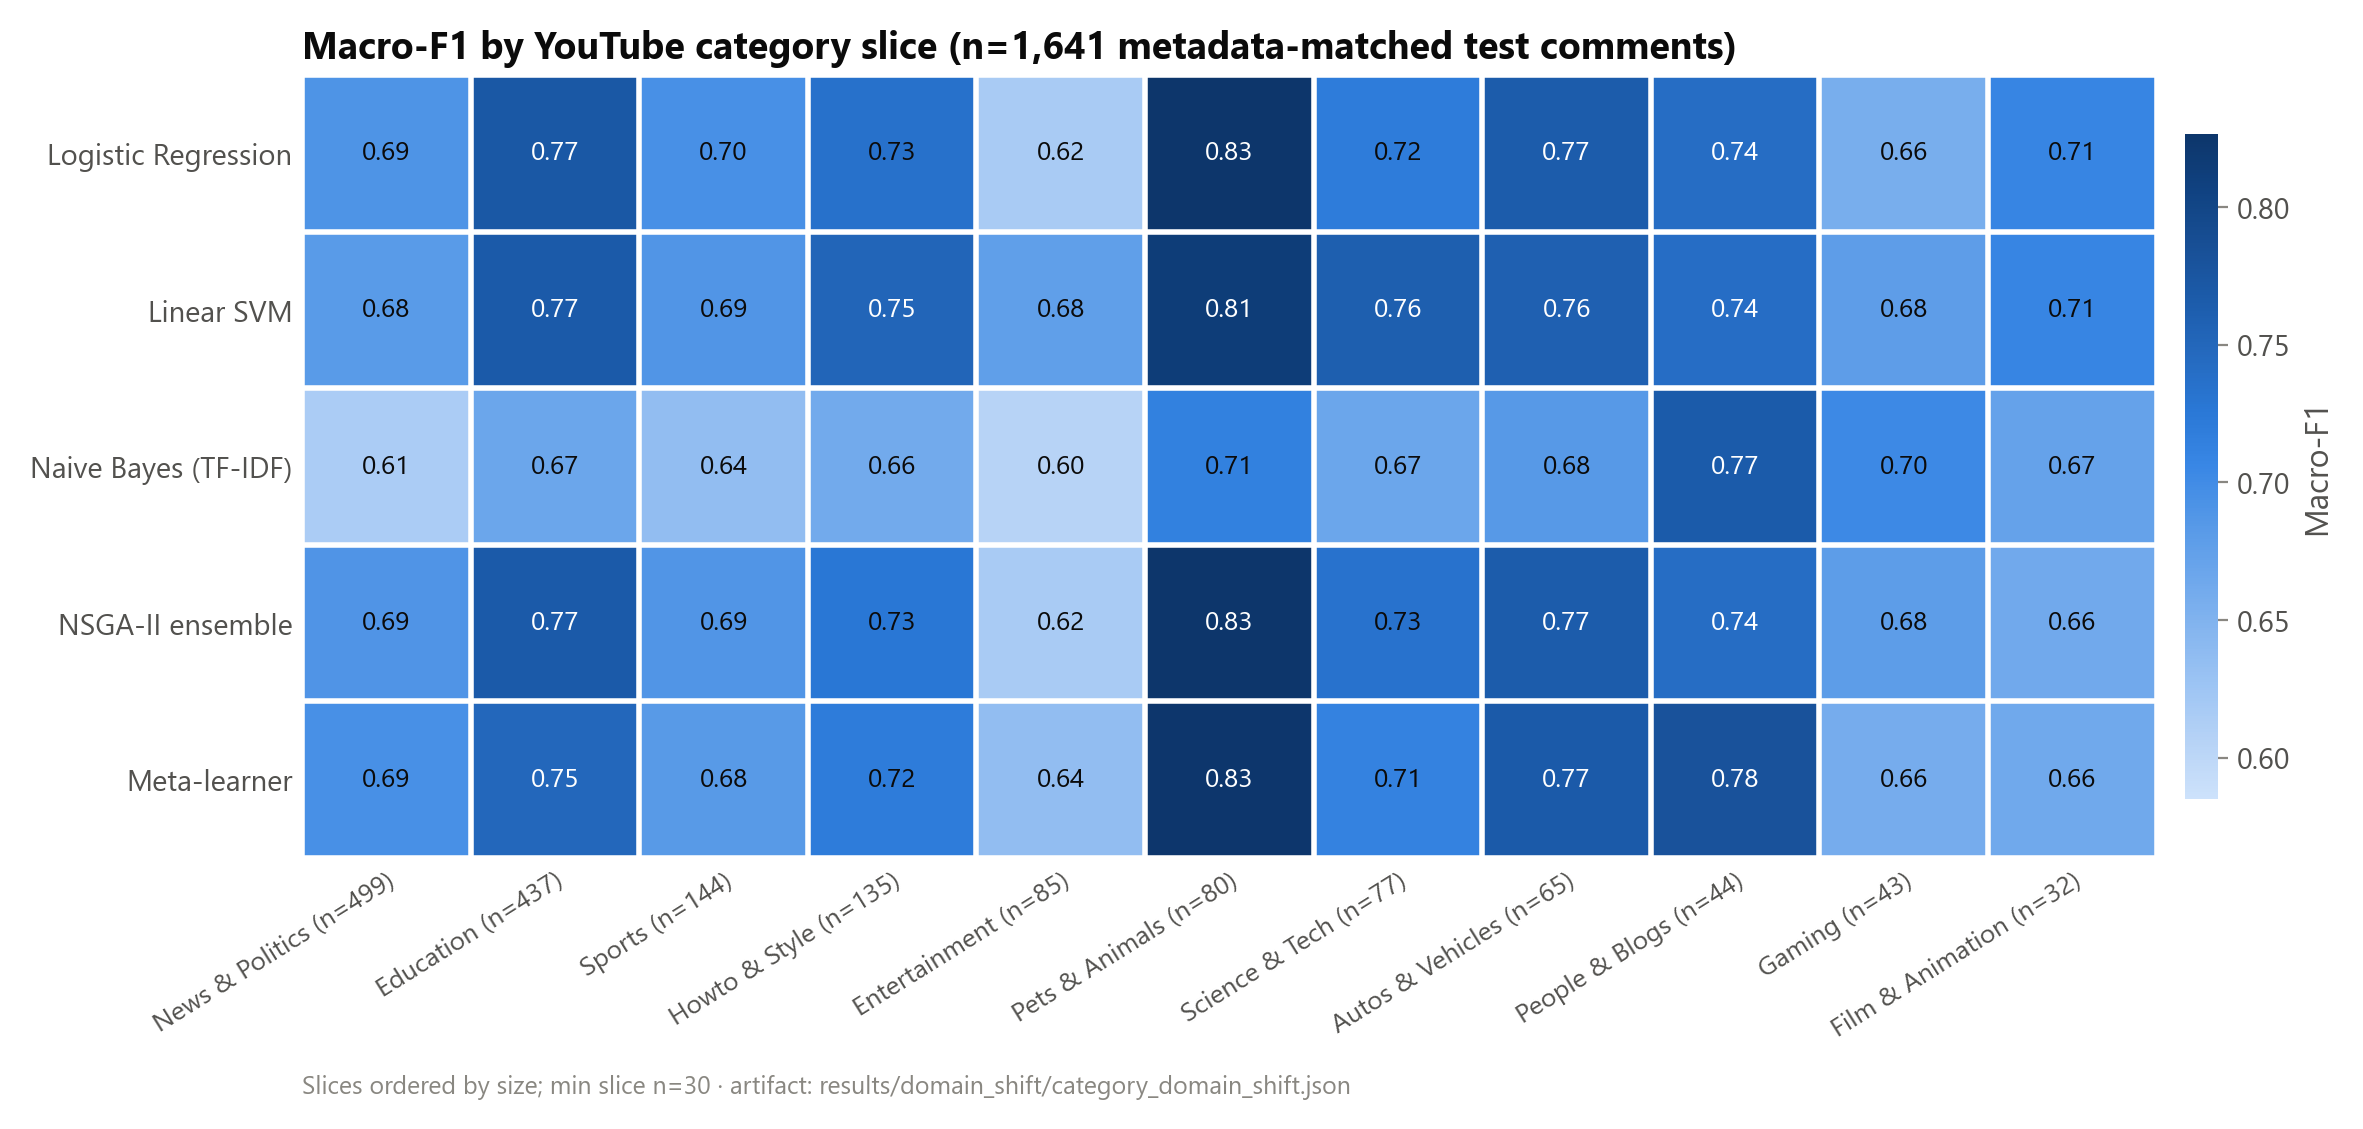 Macro-F1 by YouTube category slice (n=1,641 metadata-matched test comments)
Logistic Regression 0.69 0.77 0.70 0.73 0.62 0.83 0.72 0.77 0.74 0.66 0.71
Linear SVM 0.68 0.77 0.69 0.75 0.68 0.81 0.76 0.76 0.74 0.68 0.71
Naive Bayes (TF-IDF) 0.61 0.67 0.64 0.66 0.60 0.71 0.67 0.68 0.77 0.70 0.67
NSGA-II ensemble 0.69 0.77 0.69 0.73 0.62 0.83 0.73 0.77 0.74 0.68 0.66
Meta-learner 0.69 0.75 0.68 0.72 0.64 0.83 0.71 0.77 0.78 0.66 0.66
News & Politics (n=499)
Education (n=437)
Sports (n=144)
Howto & Style (n=135)
Entertainment (n=85)
Pets & Animals (n=80)
Science & Tech (n=77)
Autos & Vehicles (n=65)
People & Blogs (n=44)
Gaming (n=43)
Film & Animation (n=32)
0.80
0.75
0.70
0.65
0.60
Macro-F1
Slices ordered by size; min slice n=30 · artifact: results/domain_shift/category_domain_shift.json